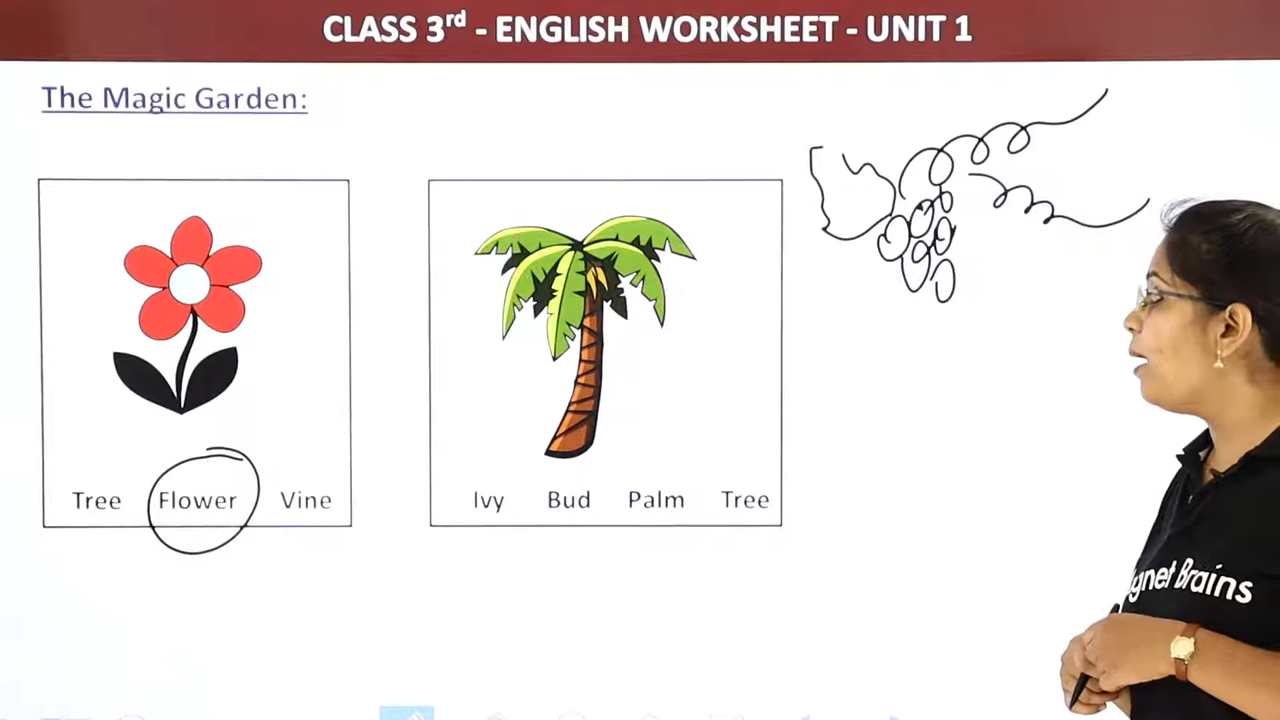 CLASS 3rd - ENGLISH WORKSHEET - UNIT 1
The Magic Garden:
Tree Flower Vine
Ivy Bud Palm Tree
Brains